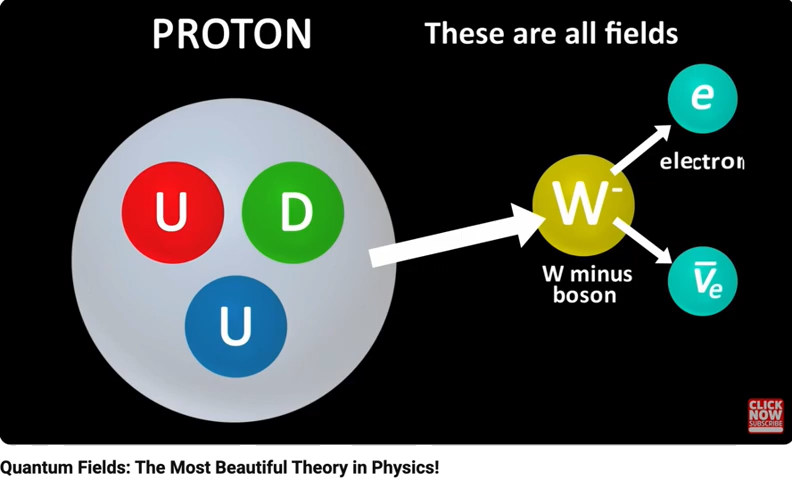 PROTON
These are all fields
e
electron
U
D
W-
W minus
boson
v̄e
U
CLICK
NOW
SUBSCRIBE
Quantum Fields: The Most Beautiful Theory in Physics!